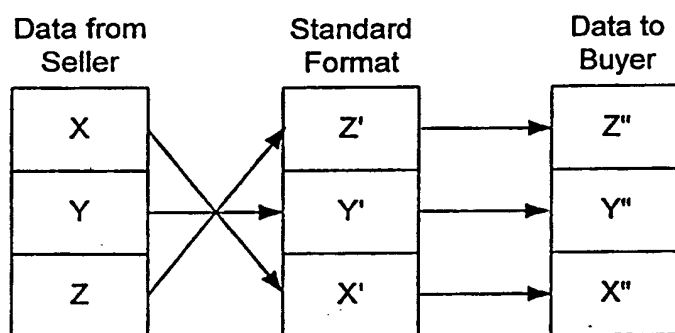 Data from
Seller
Standard
Format
Data to
Buyer
X
Z'
Z"
Y
Y'
Y"
Z
X'
X"